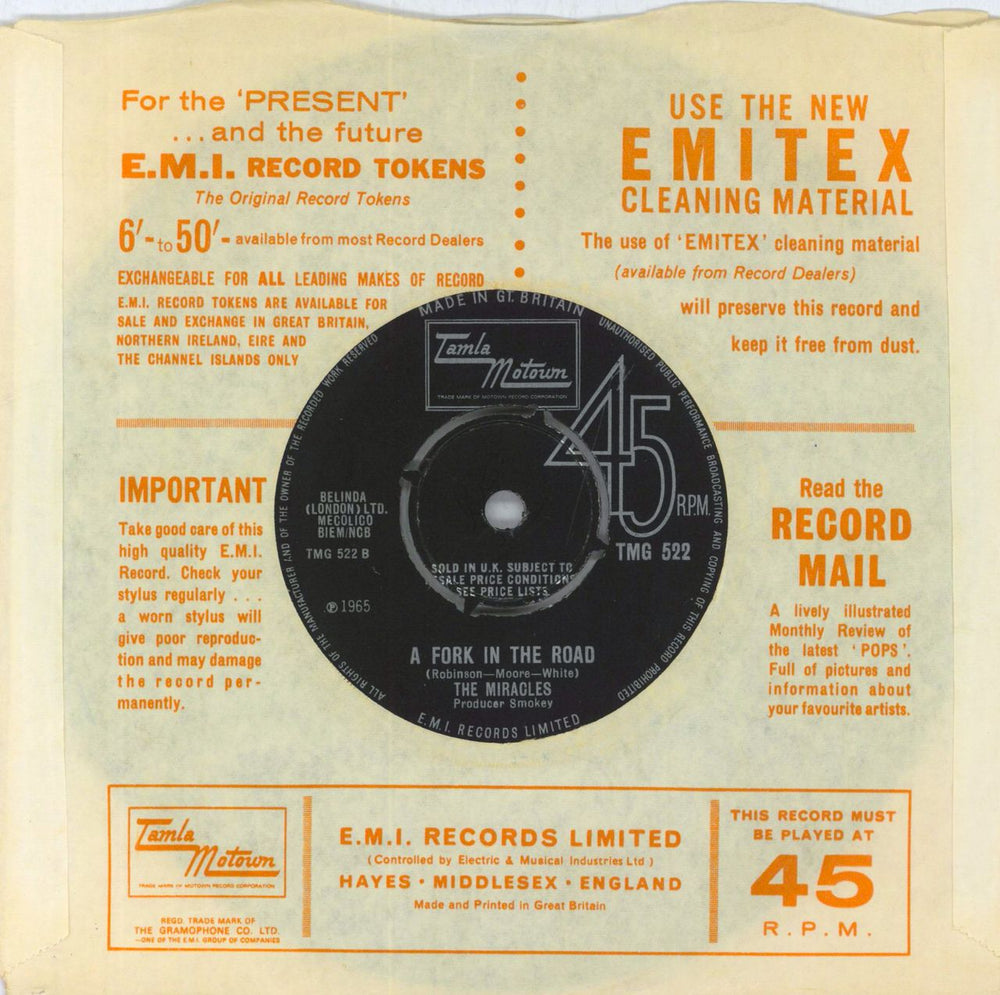 For the 'PRESENT'
...and the future
E.M.I. RECORD TOKENS
The Original Record Tokens
6'- to 50'- available from most Record Dealers
EXCHANGEABLE FOR ALL LEADING MAKES OF RECORD
E.M.I. RECORD TOKENS ARE AVAILABLE FOR
SALE AND EXCHANGE IN GREAT BRITAIN,
NORTHERN IRELAND, EIRE AND
THE CHANNEL ISLANDS ONLY
USE THE NEW
EMITEX
CLEANING MATERIAL
The use of 'EMITEX' cleaning material
(available from Record Dealers)
will preserve this record and
keep it free from dust.
IMPORTANT
Take good care of this
high quality E.M.I.
Record. Check your
stylus regularly . . .
a worn stylus will
give poor reproduc-
tion and may damage
the record per-
manently.
MADE IN GT. BRITAIN
UNAUTHORISED PUBLIC PERFORMANCE BROADCASTING AND COPYING OF THIS RECORD PROHIBITED
E.M.I. RECORDS LIMITED
ALL RIGHTS OF THE MANUFACTURER AND OF THE OWNER OF THE RECORDED WORK RESERVED
Tamla
Motown
TRADE MARK OF MOTOWN RECORD CORPORATION
45
R.P.M.
BELINDA
(LONDON) LTD.
MECOLICO
BIEM/NCB
TMG 522 B
TMG 522
SOLD IN U.K. SUBJECT TO
RESALE PRICE CONDITIONS
SEE PRICE LISTS
℗ 1965
A FORK IN THE ROAD
(Robinson—Moore—White)
THE MIRACLES
Producer Smokey
Read the
RECORD
MAIL
A lively illustrated
Monthly Review of
the latest 'POPS'.
Full of pictures and
information about
your favourite artists.
Tamla
Motown
TRADE MARK OF MOTOWN RECORD CORPORATION
REGD. TRADE MARK OF
THE GRAMOPHONE CO. LTD.
—ONE OF THE E.M.I. GROUP OF COMPANIES
E.M.I. RECORDS LIMITED
(Controlled by Electric & Musical Industries Ltd)
HAYES · MIDDLESEX · ENGLAND
Made and Printed in Great Britain
THIS RECORD MUST
BE PLAYED AT
45
R.P.M.